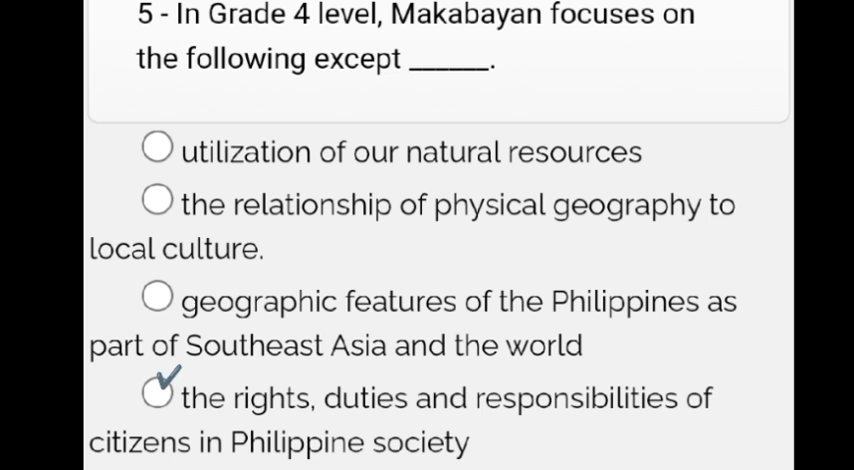 5 - In Grade 4 level, Makabayan focuses on
the following except ______.
utilization of our natural resources
the relationship of physical geography to
local culture.
geographic features of the Philippines as
part of Southeast Asia and the world
the rights, duties and responsibilities of
citizens in Philippine society